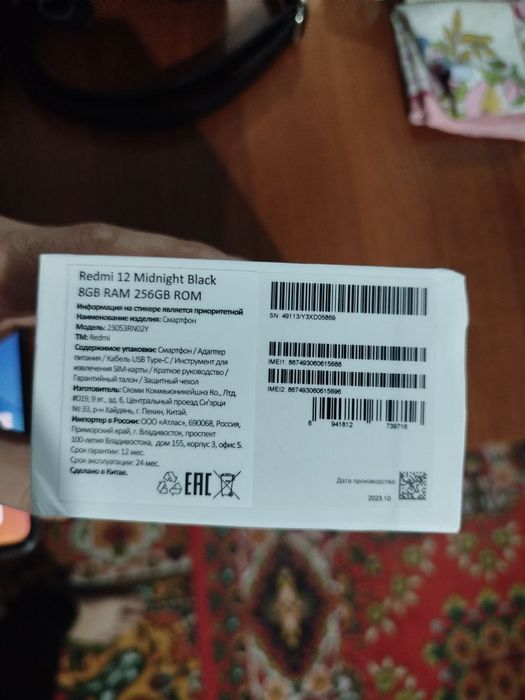 Redmi 12 Midnight Black
8GB RAM 256GB ROM
Информация на стикере является приоритетной
Наименование изделия: Смартфон
Модель: 23053RN02Y
TM: Redmi
Содержимое упаковки: Смартфон / Адаптер
питания / Кабель USB Type-C / Инструмент для
извлечения SIM-карты / Краткое руководство /
Гарантийный талон / Защитный чехол
Изготовитель: Сяоми Коммюникейшнз Ко., Лтд.
#019, 9 эт., зд. 6, Центральный проезд Си'эрци
№ 33, р-н Хайдянь, г. Пекин, Китай.
Импортер в России: ООО «Атлас», 690068, Россия,
Приморский край, г. Владивосток, проспект
100-летия Владивостока, дом 155, корпус 3, офис 5.
Срок гарантии: 12 мес.
Срок эксплуатации: 24 мес.
Сделано в Китае.
EAC
SN: 49113/Y3XD05869
IMEI1: 867493060615688
IMEI2: 867493060615696
6 941812 739716
Дата производства:
2023.10